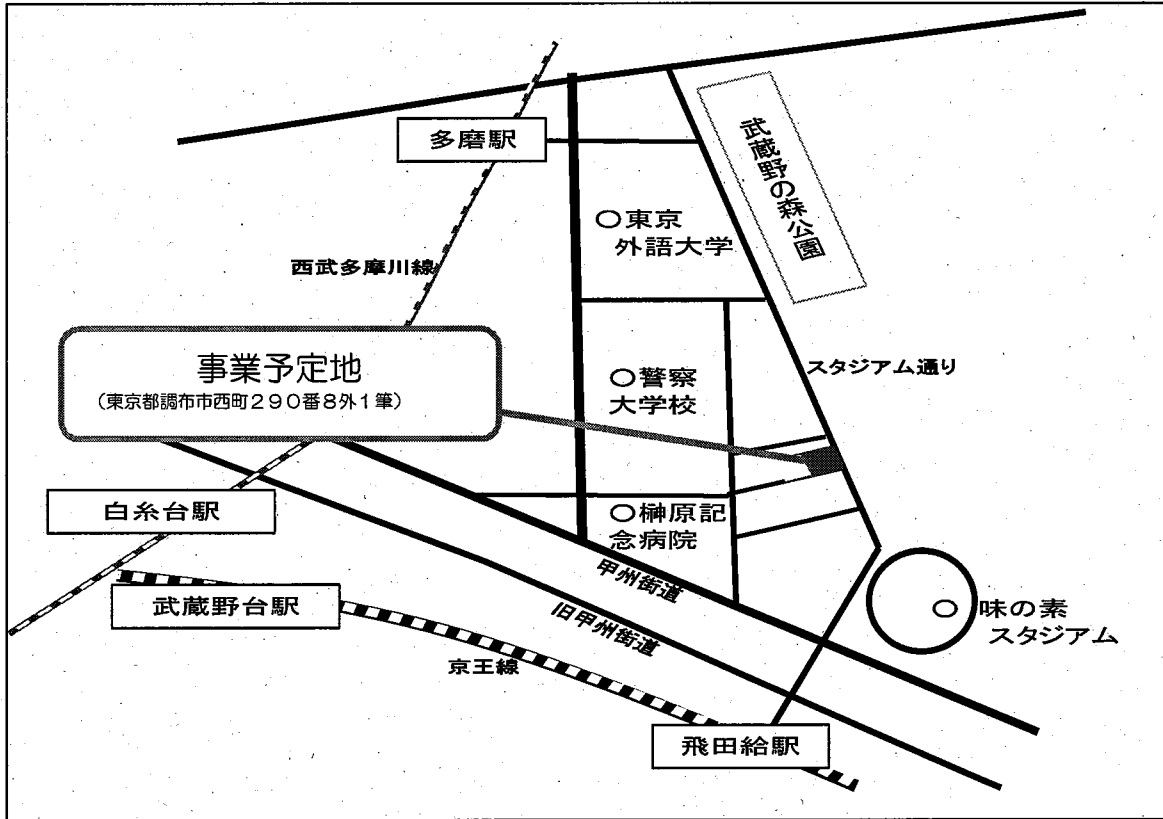 多磨駅
武蔵野の森公園
○東京
外語大学
西武多摩川線
事業予定地
（東京都調布市西町２９０番８外１筆）
スタジアム通り
○警察
大学校
白糸台駅
○榊原記
念病院
甲州街道
武蔵野台駅
旧甲州街道
○ 味の素
スタジアム
京王線
飛田給駅